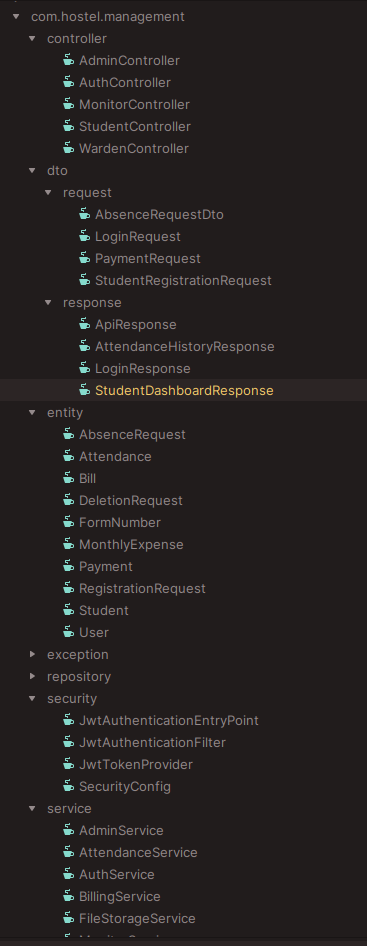 com.hostel.management
controller
AdminController
AuthController
MonitorController
StudentController
WardenController
dto
request
AbsenceRequestDto
LoginRequest
PaymentRequest
StudentRegistrationRequest
response
ApiResponse
AttendanceHistoryResponse
LoginResponse
StudentDashboardResponse
entity
AbsenceRequest
Attendance
Bill
DeletionRequest
FormNumber
MonthlyExpense
Payment
RegistrationRequest
Student
User
exception
repository
security
JwtAuthenticationEntryPoint
JwtAuthenticationFilter
JwtTokenProvider
SecurityConfig
service
AdminService
AttendanceService
AuthService
BillingService
FileStorageService